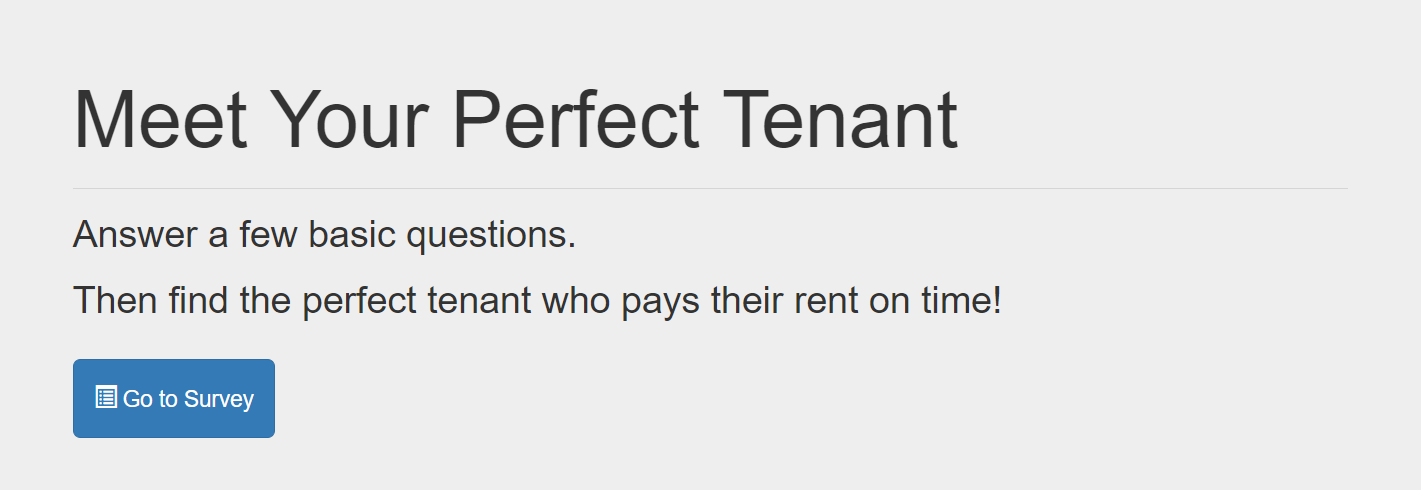 Meet Your Perfect Tenant
Answer a few basic questions.
Then find the perfect tenant who pays their rent on time!
Go to Survey